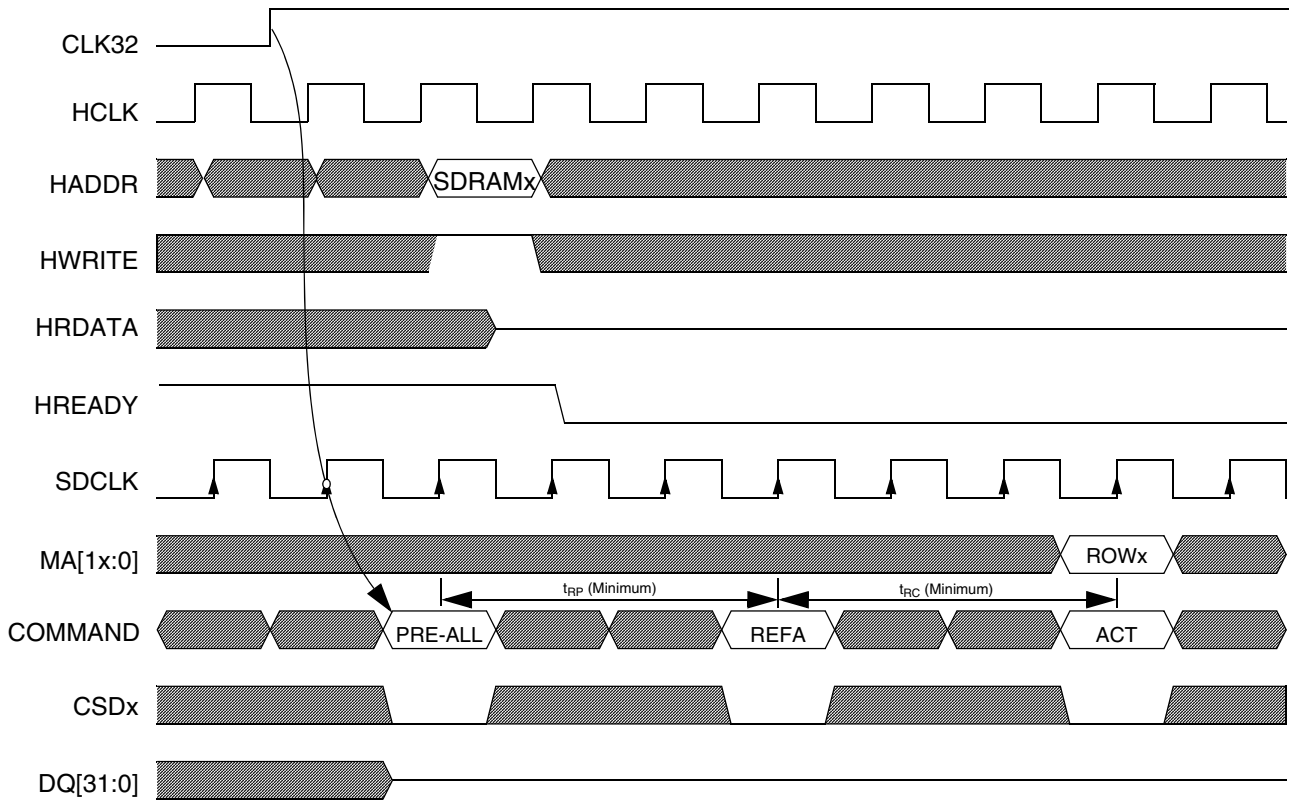 CLK32
HCLK
HADDR
SDRAMx
HWRITE
HRDATA
HREADY
SDCLK
MA[1x:0]
ROWx
tRP (Minimum)
tRC (Minimum)
COMMAND
PRE-ALL
REFA
ACT
CSDx
DQ[31:0]